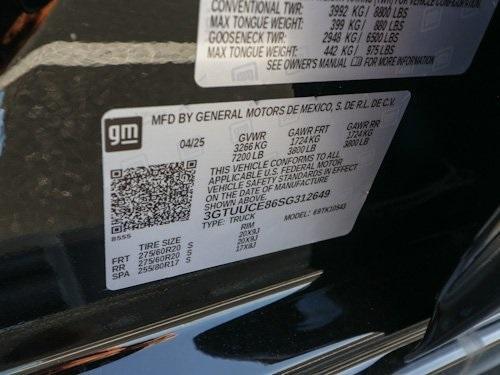 CONVENTIONAL TWR: 3992 KG / 8800 LBS
MAX TONGUE WEIGHT: 399 KG / 880 LBS
GOOSENECK TWR: 2948 KG / 6500 LBS
MAX TONGUE WEIGHT: 442 KG / 975 LBS
SEE OWNER'S MANUAL FOR MORE INFORMATION
gm
MFD BY GENERAL MOTORS DE MEXICO, S. DE R.L. DE C.V.
04/25 GVWR GAWR FRT GAWR RR
3266 KG 1724 KG 1724 KG
7200 LB 3800 LB 3800 LB
THIS VEHICLE CONFORMS TO ALL
APPLICABLE U.S. FEDERAL MOTOR
VEHICLE SAFETY STANDARDS IN EFFECT
ON THE DATE OF MANUFACTURE
SHOWN ABOVE.
3GTUUCE86SG312649
TYPE: TRUCK MODEL:
BSSS
TIRE SIZE RIM
FRT 275/60R20 S 20X9J
RR 275/60R20 S 20X9J
SPA 255/80R17 S 17X8J